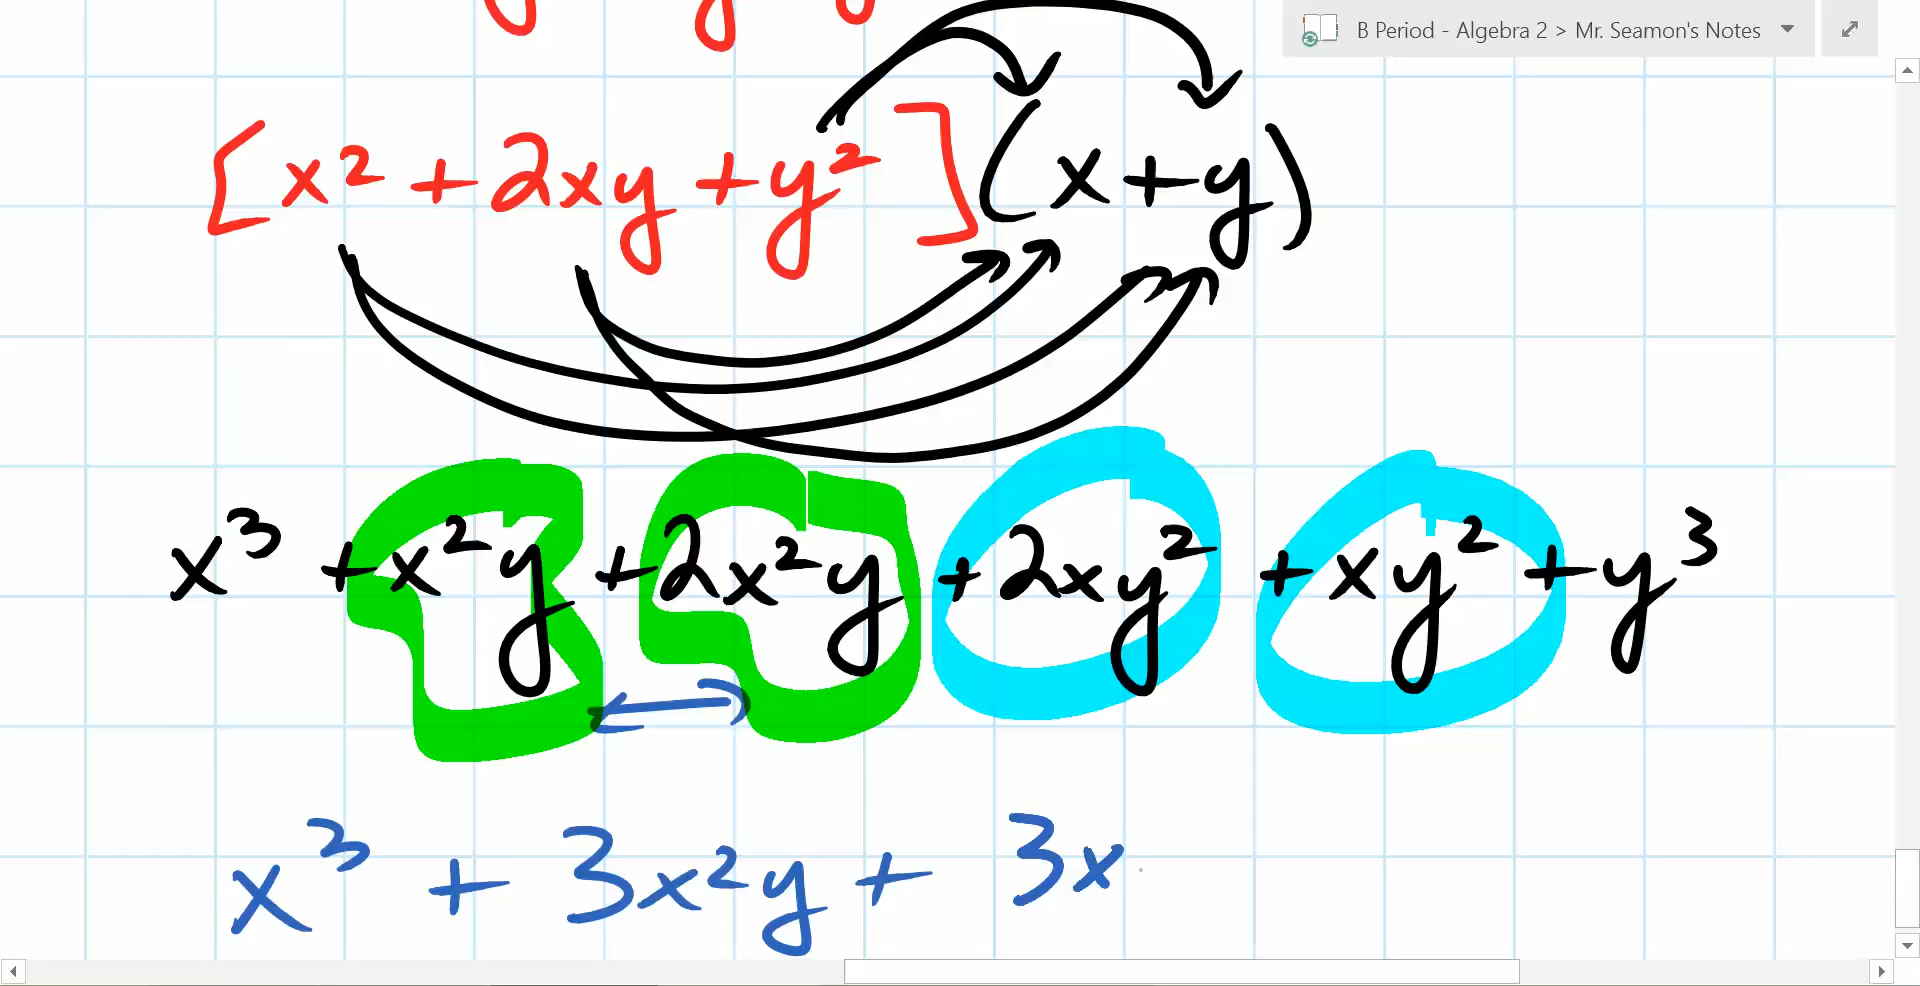 B Period - Algebra 2 > Mr. Seamon's Notes
[x² + 2xy + y²](x + y)
x³ + x²y + 2x²y + 2xy² + xy² + y³
x³ + 3x²y + 3x